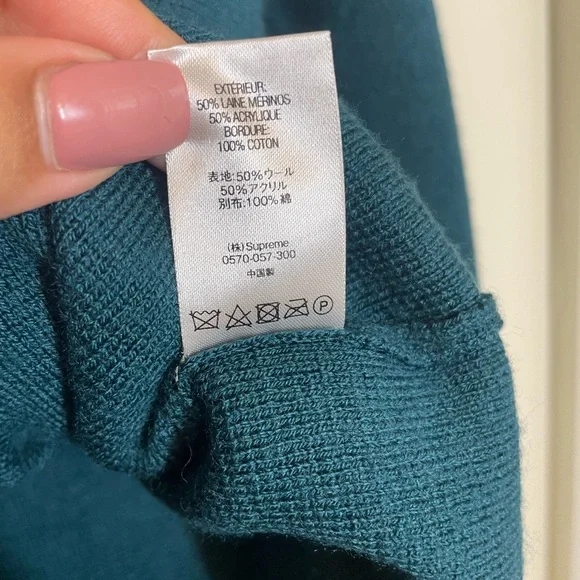 EXTÉRIEUR:
50% LAINE MÉRINOS
50% ACRYLIQUE
BORDURE:
100% COTON
表地:50%ウール
50%アクリル
別布:100%綿
(株)Supreme
0570-057-300
中国製
P